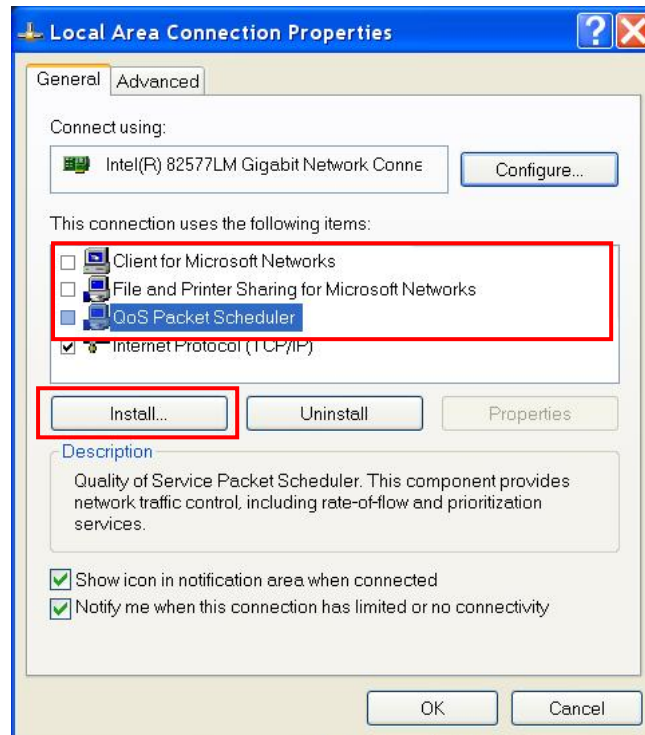 Local Area Connection Properties
General Advanced
Connect using:
Intel(R) 82577LM Gigabit Network Conne
Configure...
This connection uses the following items:
Client for Microsoft Networks
File and Printer Sharing for Microsoft Networks
QoS Packet Scheduler
Internet Protocol (TCP/IP)
Install... Uninstall Properties
Description
Quality of Service Packet Scheduler. This component provides
network traffic control, including rate-of-flow and prioritization
services.
Show icon in notification area when connected
Notify me when this connection has limited or no connectivity
OK Cancel